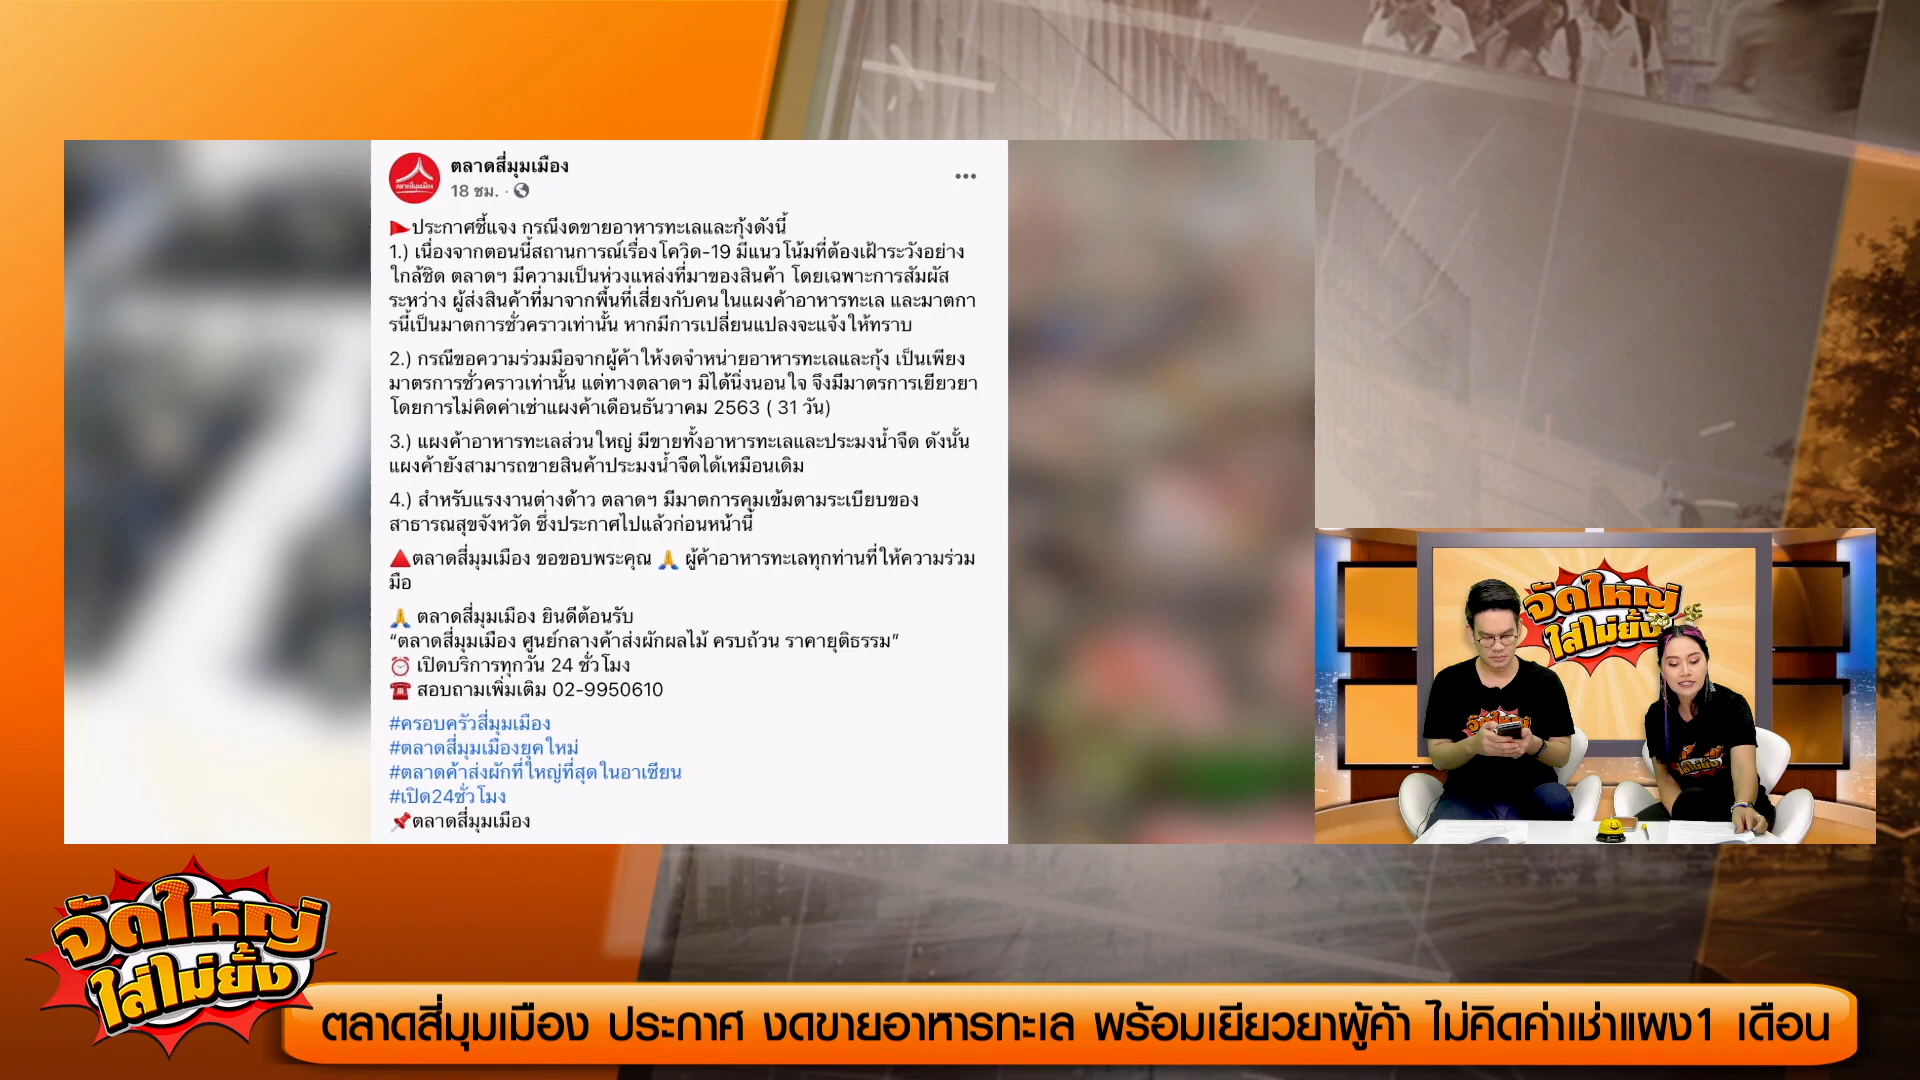 ตลาดสี่มุมเมือง
ตลาดสี่มุมเมือง
18 ชม. ·
ประกาศชี้แจง กรณีงดขายอาหารทะเลและกุ้งดังนี้
1.) เนื่องจากตอนนี้สถานการณ์เรื่องโควิด-19 มีแนวโน้มที่ต้องเฝ้าระวังอย่าง
ใกล้ชิด ตลาดฯ มีความเป็นห่วงแหล่งที่มาของสินค้า โดยเฉพาะการสัมผัส
ระหว่าง ผู้ส่งสินค้าที่มาจากพื้นที่เสี่ยงกับคนในแผงค้าอาหารทะเล และมาตกา
รนี้เป็นมาตการชั่วคราวเท่านั้น หากมีการเปลี่ยนแปลงจะแจ้งให้ทราบ
2.) กรณีขอความร่วมมือจากผู้ค้าให้งดจำหน่ายอาหารทะเลและกุ้ง เป็นเพียง
มาตรการชั่วคราวเท่านั้น แต่ทางตลาดฯ มิได้นิ่งนอนใจ จึงมีมาตรการเยียวยา
โดยการไม่คิดค่าเช่าแผงค้าเดือนธันวาคม 2563 ( 31 วัน)
3.) แผงค้าอาหารทะเลส่วนใหญ่ มีขายทั้งอาหารทะเลและประมงน้ำจืด ดังนั้น
แผงค้ายังสามารถขายสินค้าประมงน้ำจืดได้เหมือนเดิม
4.) สำหรับแรงงานต่างด้าว ตลาดฯ มีมาตการคุมเข้มตามระเบียบของ
สาธารณสุขจังหวัด ซึ่งประกาศไปแล้วก่อนหน้านี้
🔺ตลาดสี่มุมเมือง ขอขอบพระคุณ 🙏 ผู้ค้าอาหารทะเลทุกท่านที่ให้ความร่วม
มือ
🙏 ตลาดสี่มุมเมือง ยินดีต้อนรับ
“ตลาดสี่มุมเมือง ศูนย์กลางค้าส่งผักผลไม้ ครบถ้วน ราคายุติธรรม”
⏰ เปิดบริการทุกวัน 24 ชั่วโมง
☎️ สอบถามเพิ่มเติม 02-9950610
#ครอบครัวสี่มุมเมือง
#ตลาดสี่มุมเมืองยุคใหม่
#ตลาดค้าส่งผักที่ใหญ่ที่สุดในอาเซียน
#เปิด24ชั่วโมง
📌ตลาดสี่มุมเมือง
จัดใหญ่
ใส่ไม่ยั้ง
จัดใหญ่
ใส่ไม่ยั้ง
จัดใหญ่
ใส่ไม่ยั้ง
ตลาดสี่มุมเมือง ประกาศ งดขายอาหารทะเล พร้อมเยียวยาผู้ค้า ไม่คิดค่าเช่าแผง1 เดือน